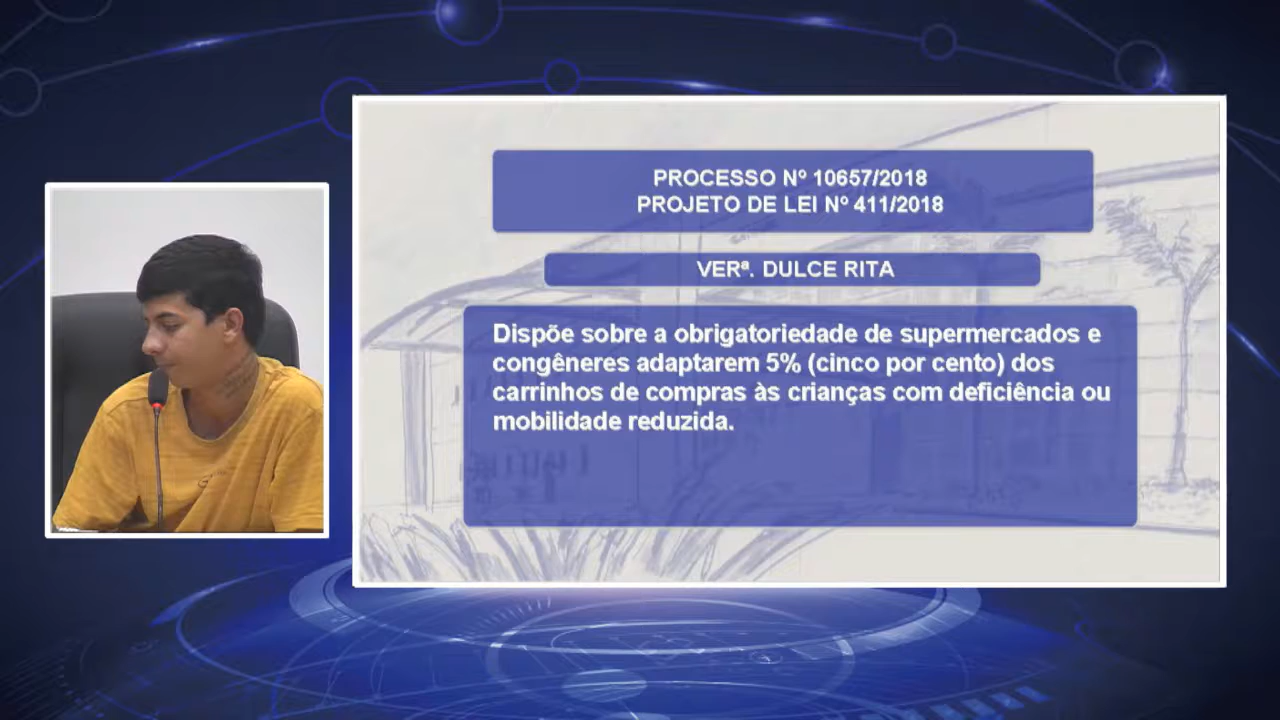 PROCESSO Nº 10657/2018
PROJETO DE LEI Nº 411/2018
VERª. DULCE RITA
Dispõe sobre a obrigatoriedade de supermercados e
congêneres adaptarem 5% (cinco por cento) dos
carrinhos de compras às crianças com deficiência ou
mobilidade reduzida.